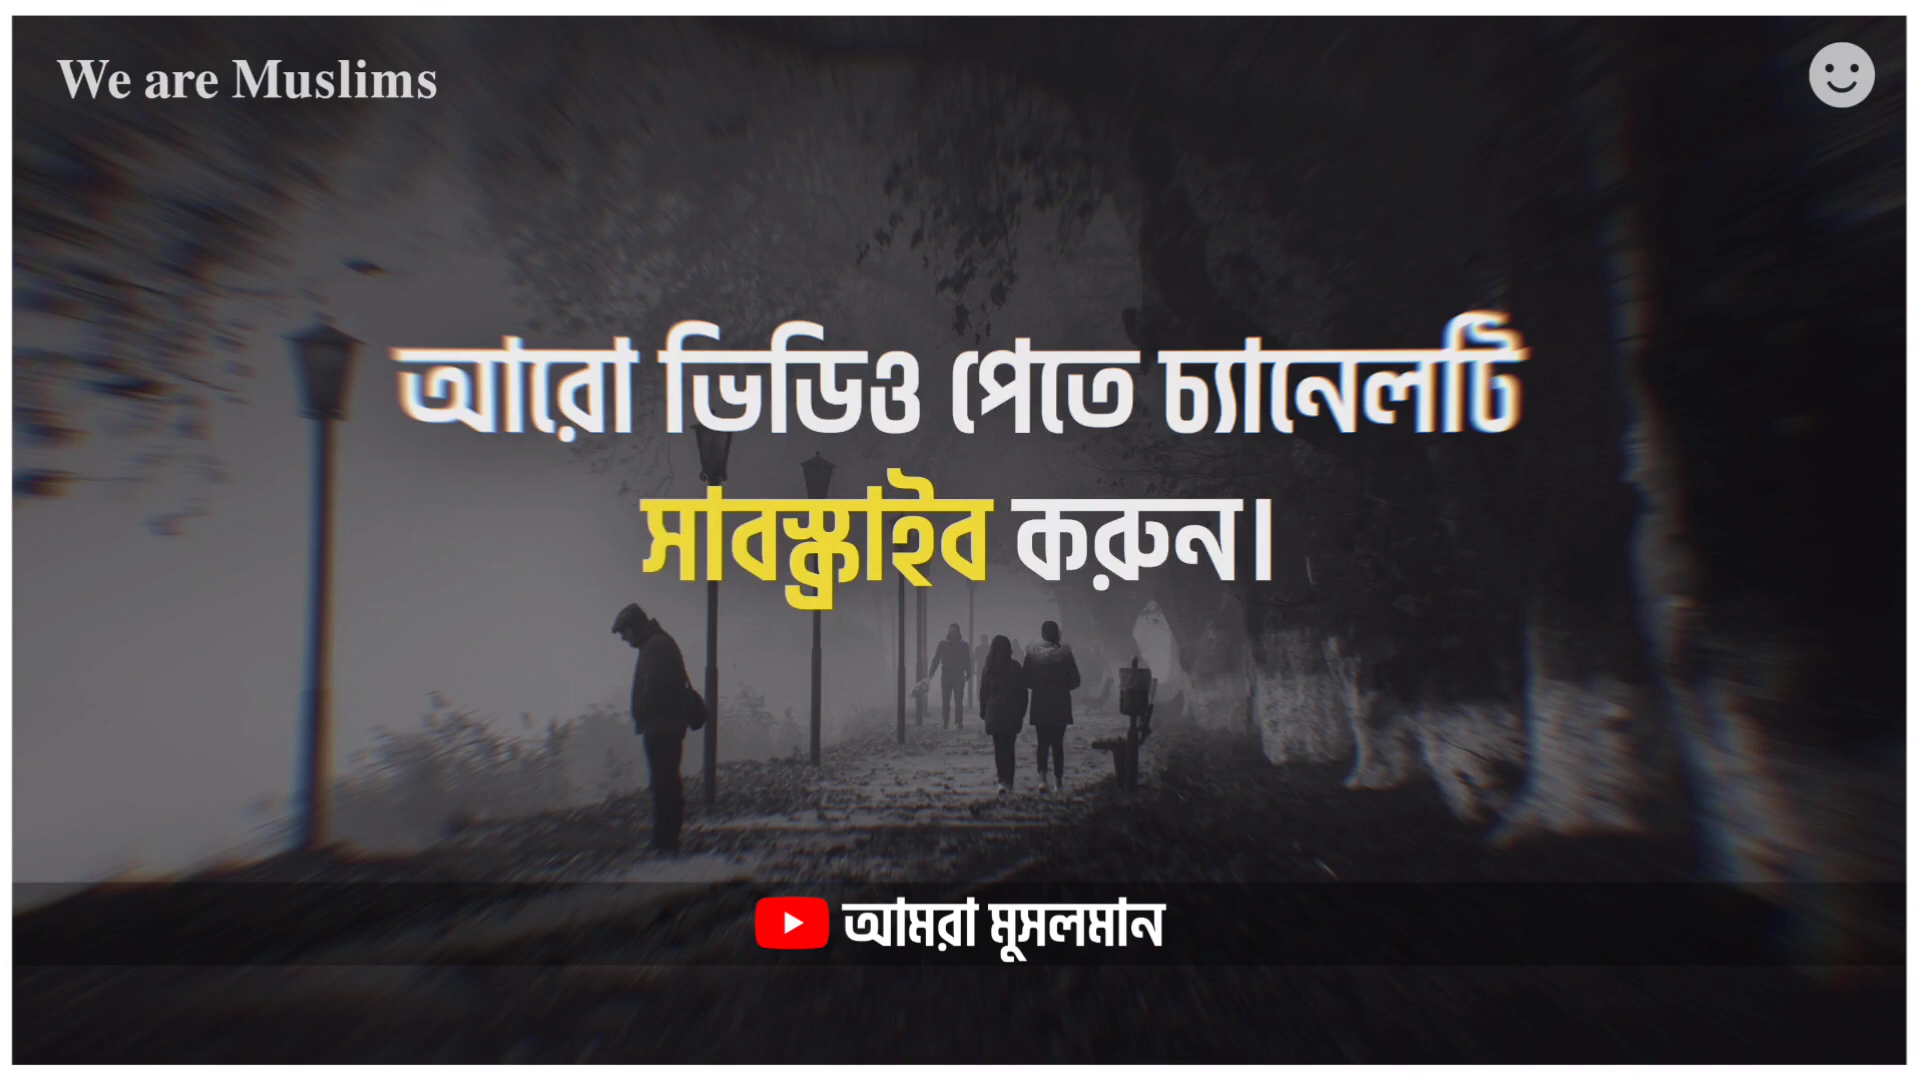 We are Muslims
আরো ভিডিও পেতে চ্যানেলটি
সাবস্ক্রাইব করুন।
আমরা মুসলমান